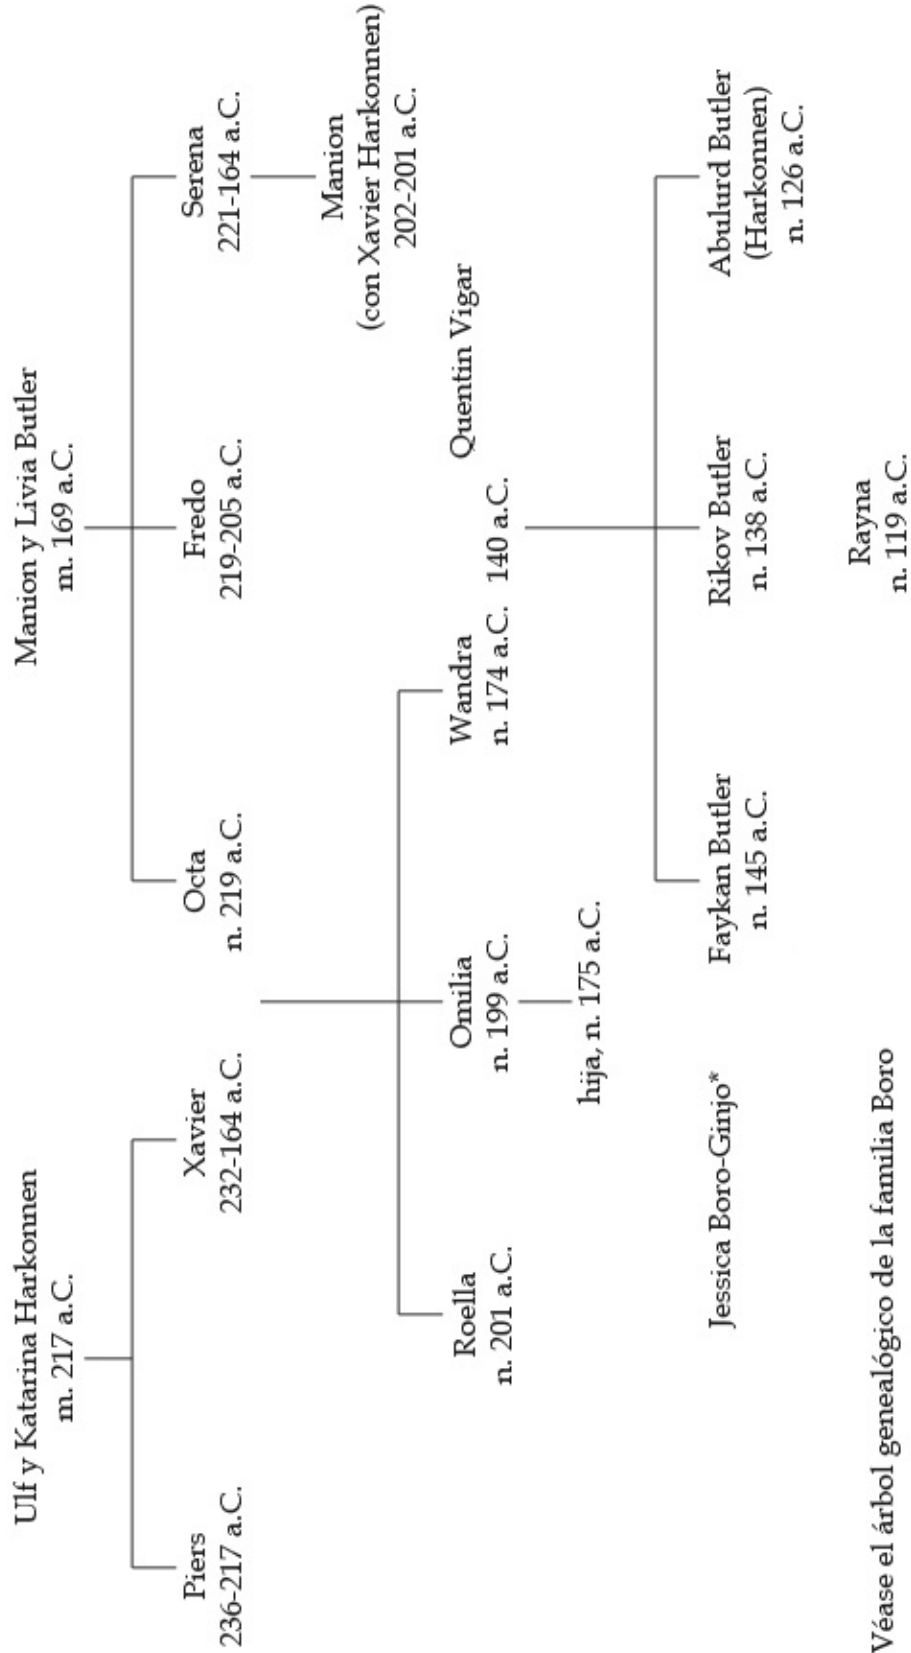 Ulf y Katarina Harkonnen
m. 217 a.C.
Manion y Livia Butler
m. 169 a.C.
Piers
236-217 a.C.
Xavier
232-164 a.C.
Octa
n. 219 a.C.
Fredo
219-205 a.C.
Serena
221-164 a.C.
Manion
(con Xavier Harkonnen)
202-201 a.C.
Roella
n. 201 a.C.
Omilia
n. 199 a.C.
Wandra
n. 174 a.C.
Quentin Vigar
140 a.C.
hija, n. 175 a.C.
Jessica Boro-Ginjo*
Faykan Butler
n. 145 a.C.
Rikov Butler
n. 138 a.C.
Abulurd Butler
(Harkonnen)
n. 126 a.C.
Rayna
n. 119 a.C.
Véase el árbol genealógico de la familia Boro